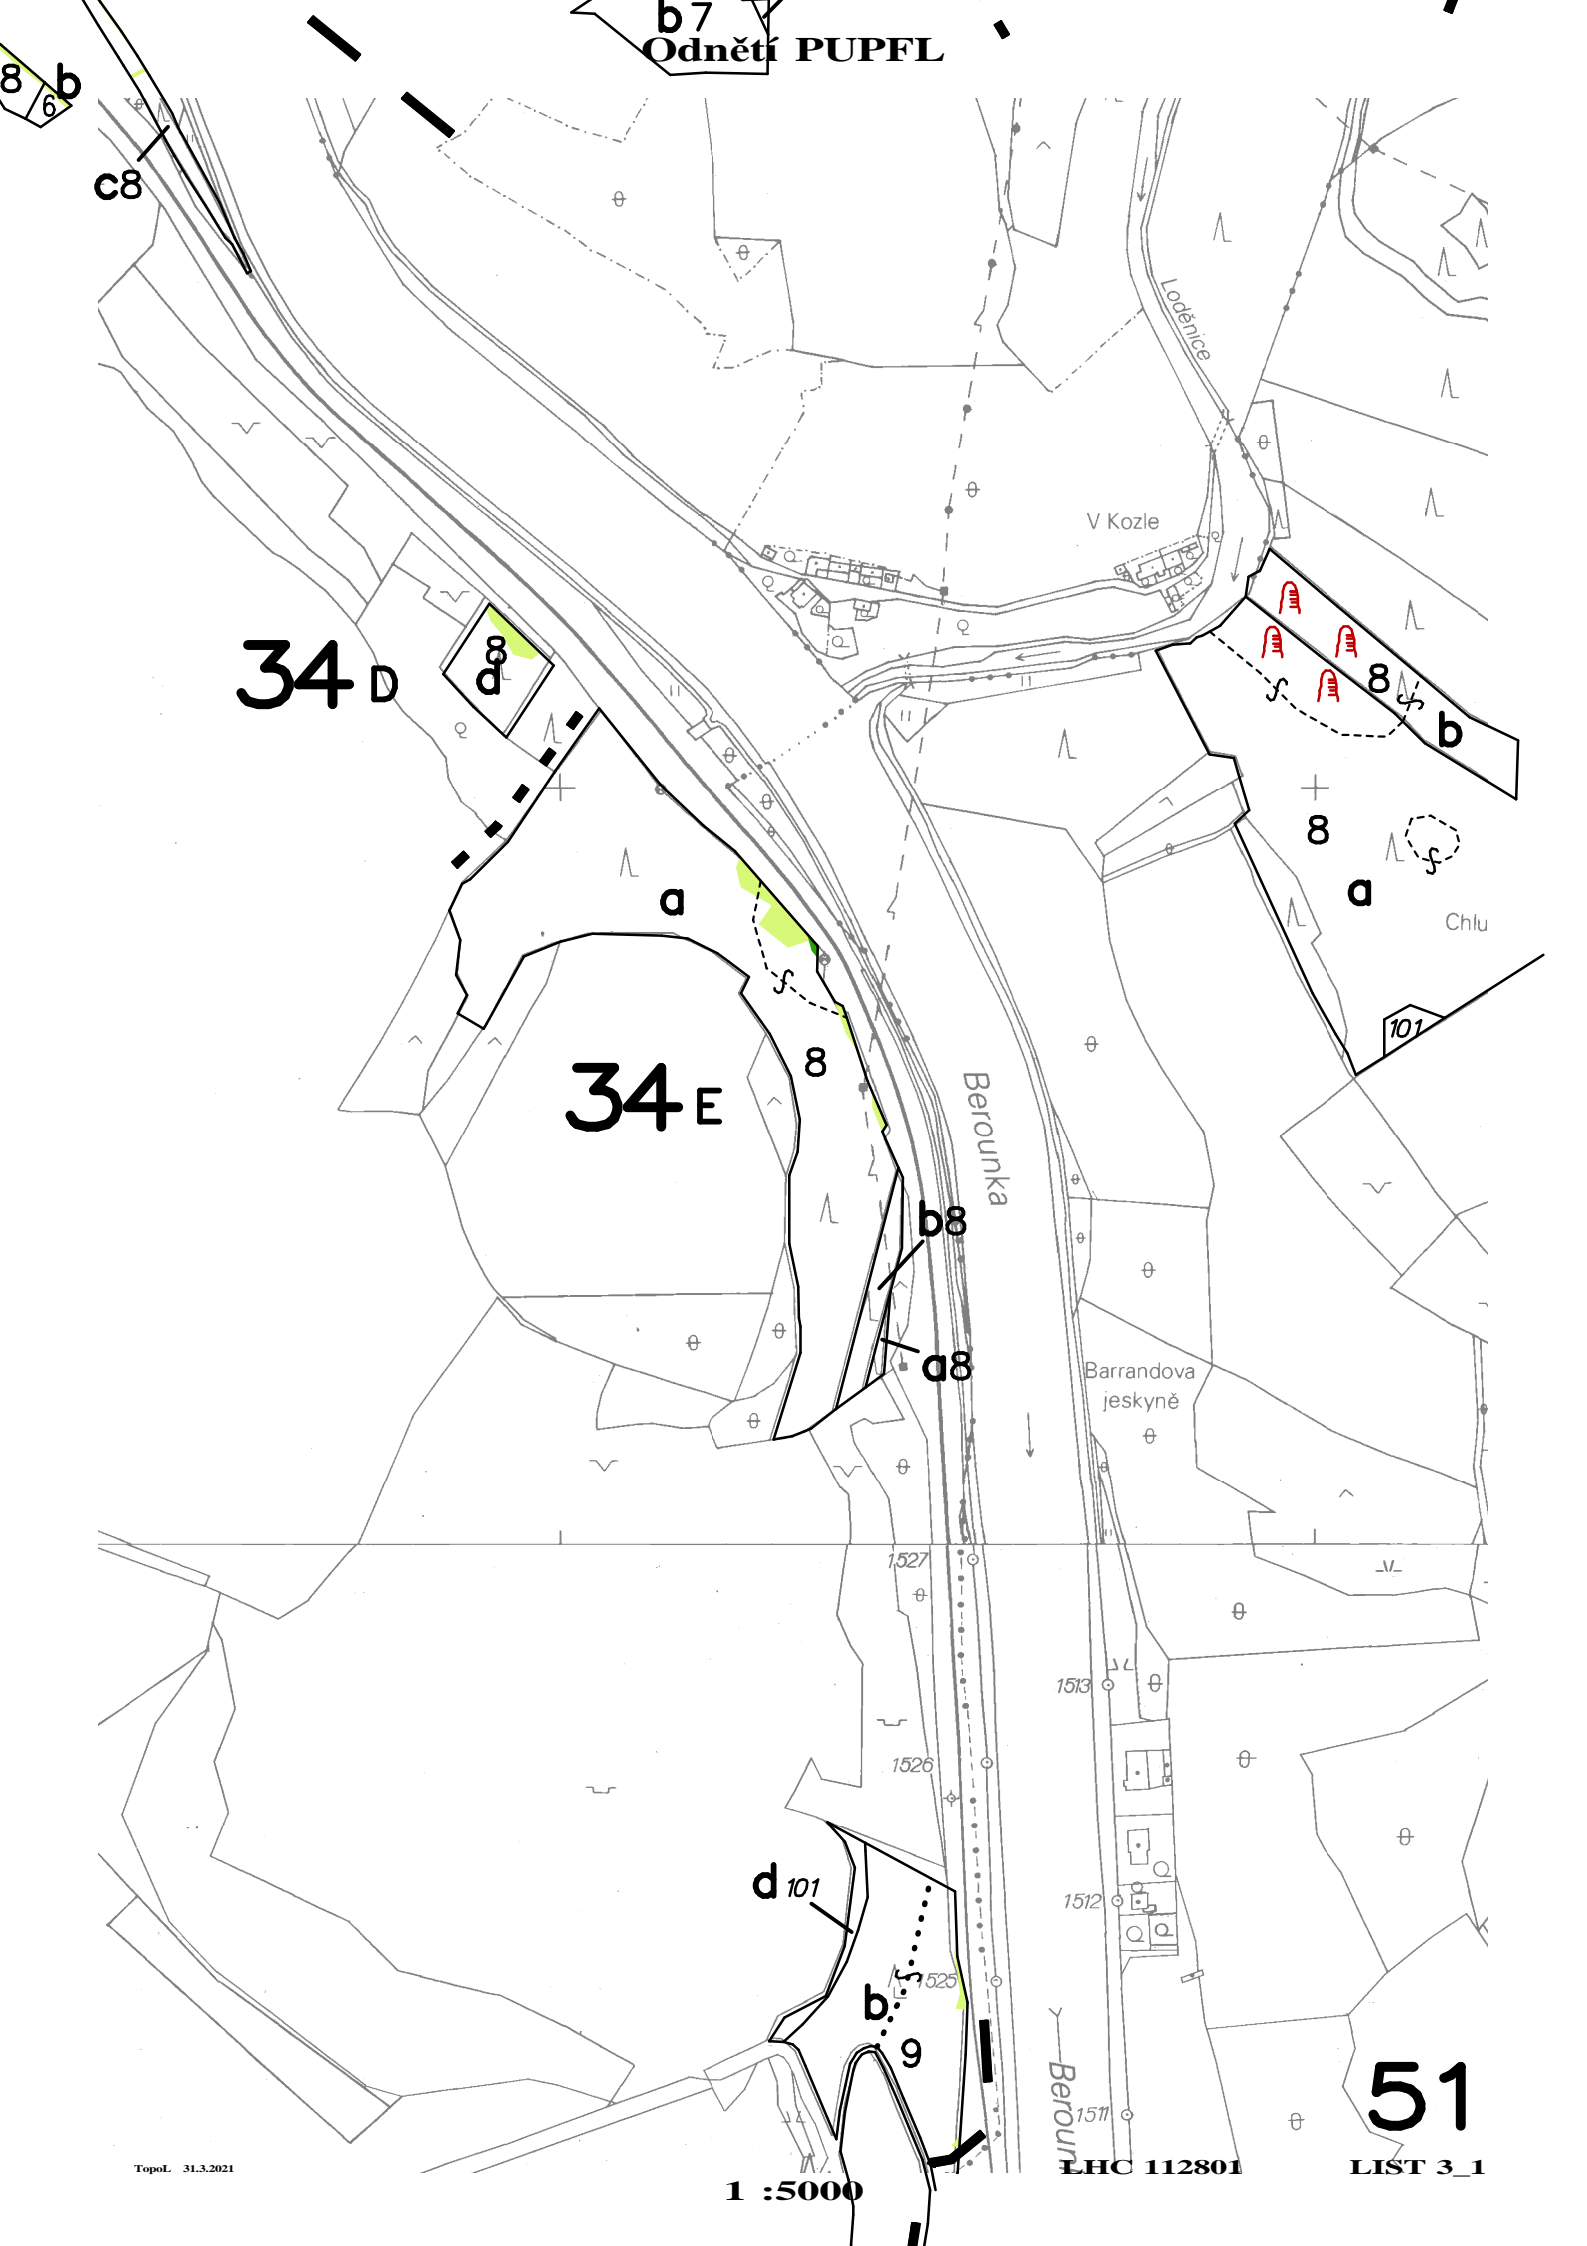 b 7
Odnětí PUPFL
8 b
6
c8
Loděnice
V Kozle
34 D
8
d
8
b
8
a
a
Chlu
101
8
34 E
Berounka
b8
a8
Barrandova
jeskyně
1527
1513
1526
d 101
1512
1525
b
9
51
Beroun
1511
TopoL 31.3.2021
LHC 112801
LIST 3_1
1 :5000